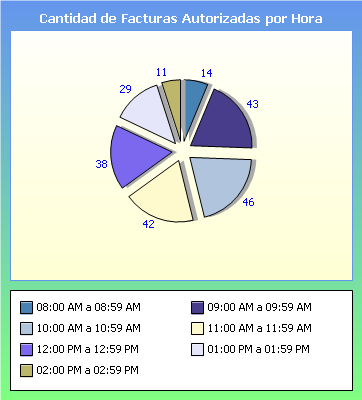 Cantidad de Facturas Autorizadas por Hora
11
14
29
43
38
46
42
08:00 AM a 08:59 AM
09:00 AM a 09:59 AM
10:00 AM a 10:59 AM
11:00 AM a 11:59 AM
12:00 PM a 12:59 PM
01:00 PM a 01:59 PM
02:00 PM a 02:59 PM